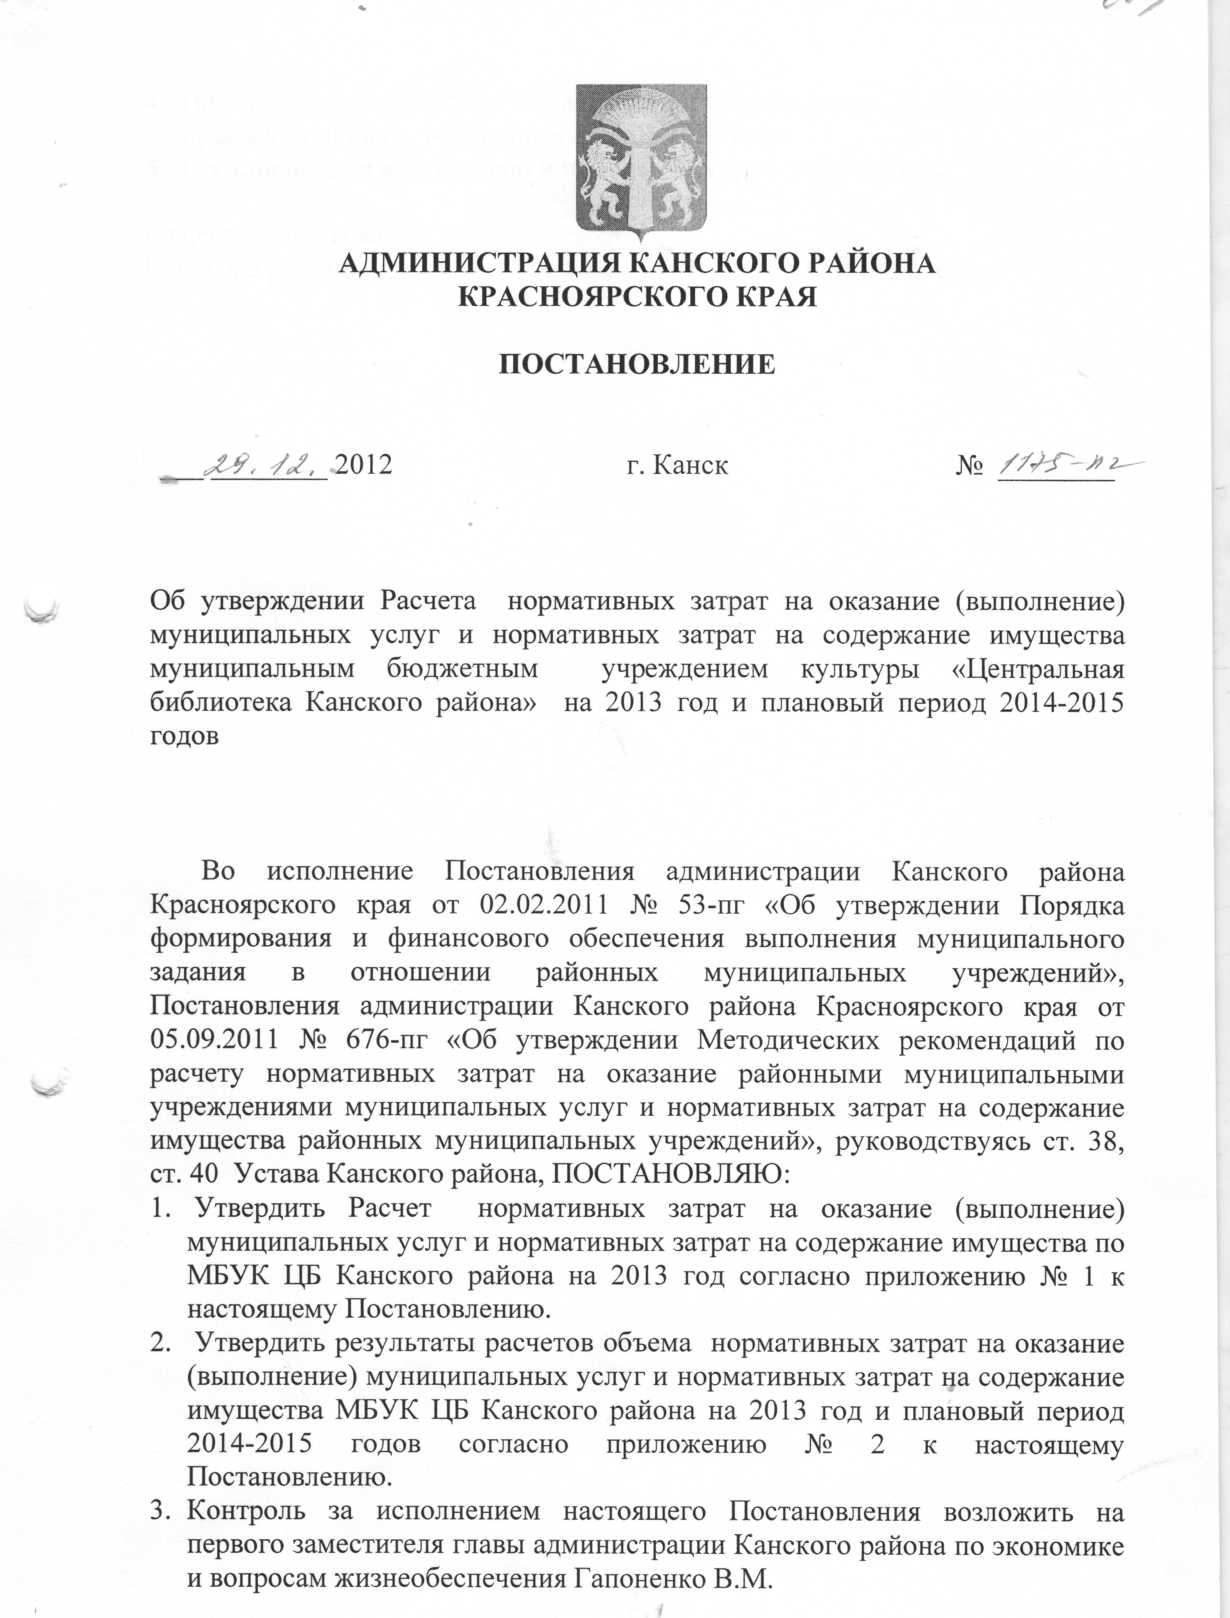 АДМИНИСТРАЦИЯ КАНСКОГО РАЙОНА
КРАСНОЯРСКОГО КРАЯ
ПОСТАНОВЛЕНИЕ
29.12. 2012 г. Канск № 1175-пг
Об утверждении Расчета нормативных затрат на оказание (выполнение)
муниципальных услуг и нормативных затрат на содержание имущества
муниципальным бюджетным учреждением культуры «Центральная
библиотека Канского района» на 2013 год и плановый период 2014-2015
годов
Во исполнение Постановления администрации Канского района
Красноярского края от 02.02.2011 № 53-пг «Об утверждении Порядка
формирования и финансового обеспечения выполнения муниципального
задания в отношении районных муниципальных учреждений»,
Постановления администрации Канского района Красноярского края от
05.09.2011 № 676-пг «Об утверждении Методических рекомендаций по
расчету нормативных затрат на оказание районными муниципальными
учреждениями муниципальных услуг и нормативных затрат на содержание
имущества районных муниципальных учреждений», руководствуясь ст. 38,
ст. 40 Устава Канского района, ПОСТАНОВЛЯЮ:
1. Утвердить Расчет нормативных затрат на оказание (выполнение)
муниципальных услуг и нормативных затрат на содержание имущества по
МБУК ЦБ Канского района на 2013 год согласно приложению № 1 к
настоящему Постановлению.
2. Утвердить результаты расчетов объема нормативных затрат на оказание
(выполнение) муниципальных услуг и нормативных затрат на содержание
имущества МБУК ЦБ Канского района на 2013 год и плановый период
2014-2015 годов согласно приложению № 2 к настоящему
Постановлению.
3. Контроль за исполнением настоящего Постановления возложить на
первого заместителя главы администрации Канского района по экономике
и вопросам жизнеобеспечения Гапоненко В.М.